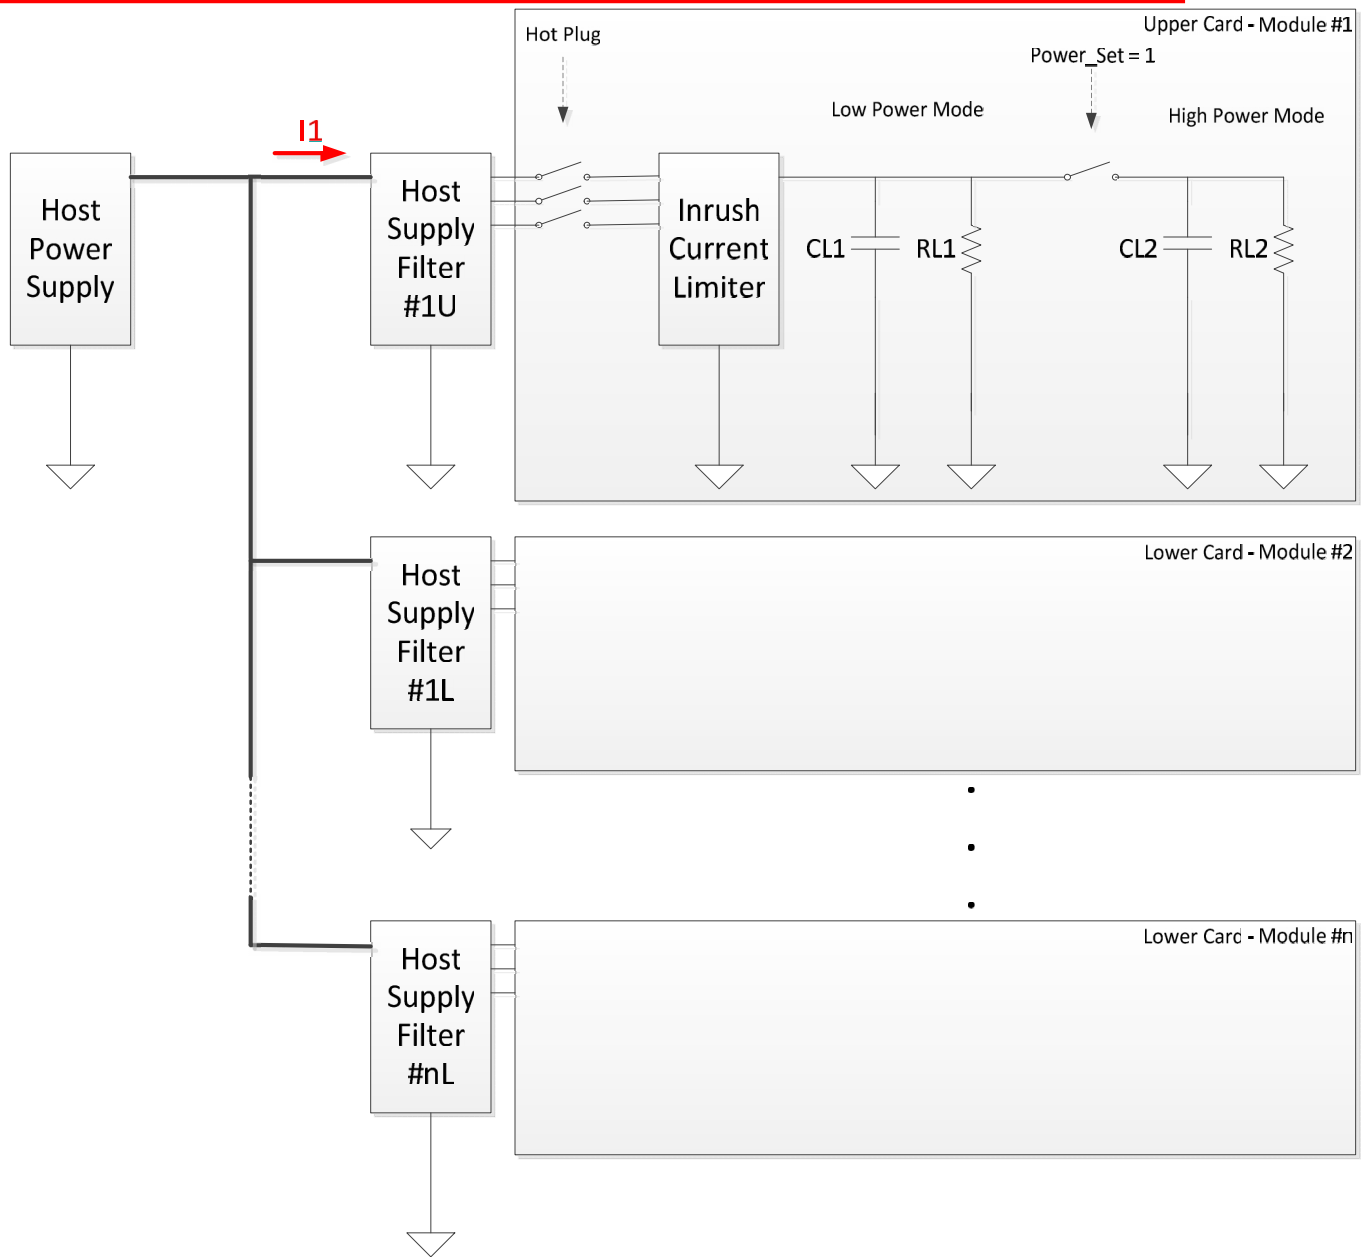 Upper Card - Module #1
Hot Plug
Power_Set = 1
Low Power Mode
High Power Mode
I1
Host
Power
Supply
Host
Supply
Filter
#1U
Inrush
Current
Limiter
CL1
RL1
CL2
RL2
Lower Card - Module #2
Host
Supply
Filter
#1L
Lower Card - Module #n
Host
Supply
Filter
#nL